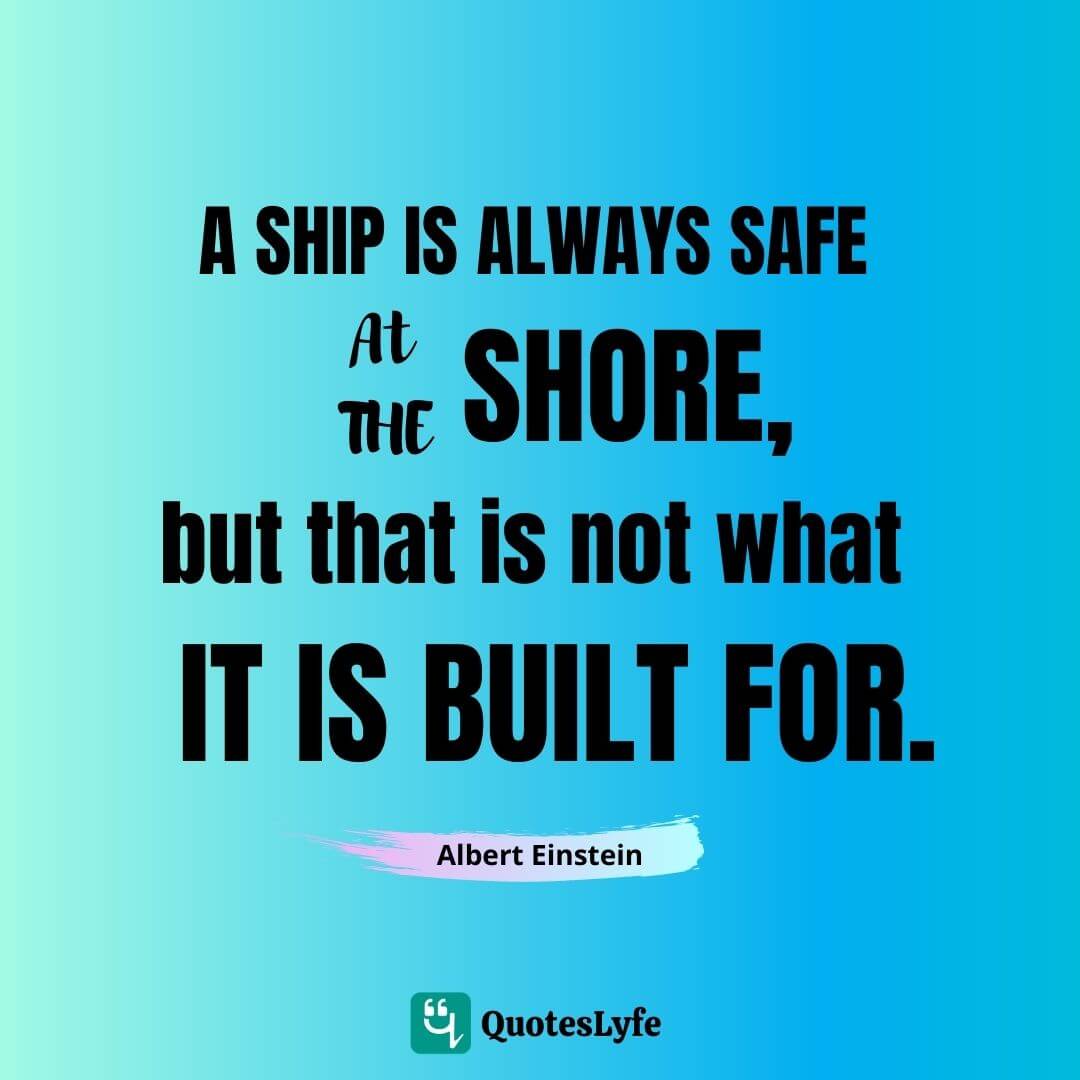 A SHIP IS ALWAYS SAFE
At
THE SHORE,
but that is not what
IT IS BUILT FOR.
Albert Einstein
QuotesLyfe